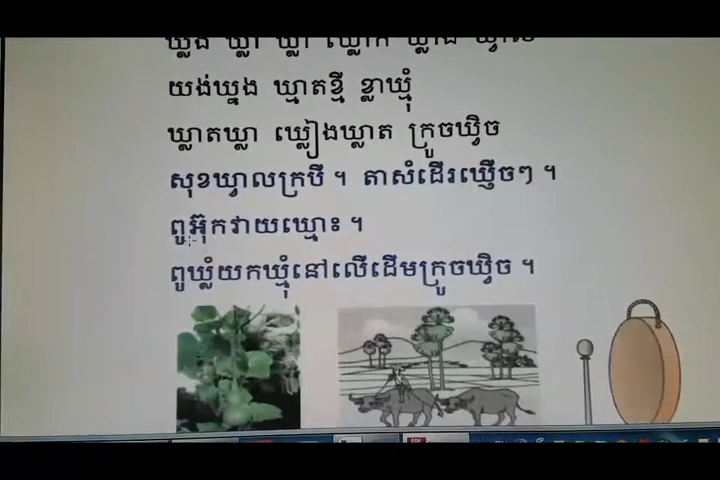 យង់ឃ្នង ឃ្មាតខ្មី ខ្លាឃ្មុំ
ឃ្លាតឃ្លា ឃ្លៀងឃ្លាត ក្រូចឃ្វិច
សុខឃ្វាលក្របី ។ តាសំដើរឃ្ញើចៗ ។
ពូអ៊ុកវាយឃ្មោះ ។
ពូឃ្លំយកឃ្មុំនៅលើដើមក្រូចឃ្វិច ។